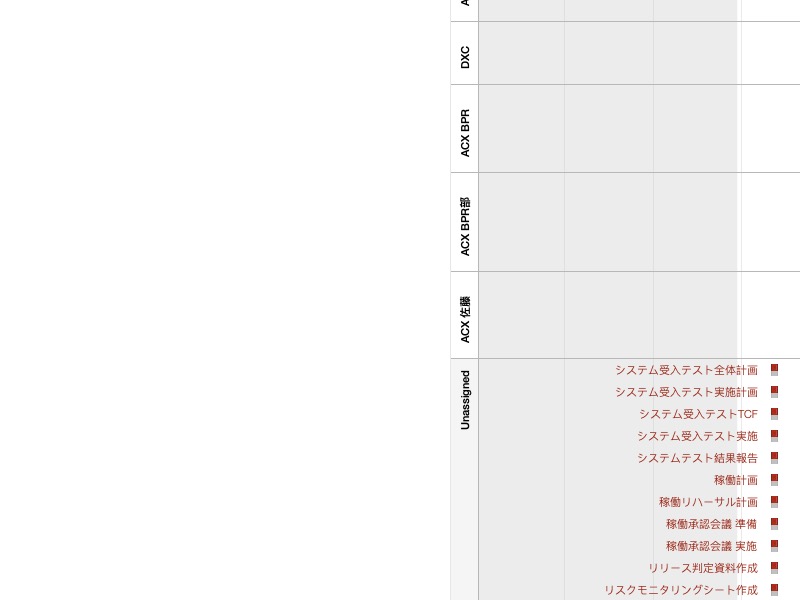 DXC
ACX BPR
ACX BPR部
ACX 佐藤
Unassigned
システム受入テスト全体計画
システム受入テスト実施計画
システム受入テストTCF
システム受入テスト実施
システムテスト結果報告
稼働計画
稼働リハーサル計画
稼働承認会議 準備
稼働承認会議 実施
リリース判定資料作成
リスクモニタリングシート作成